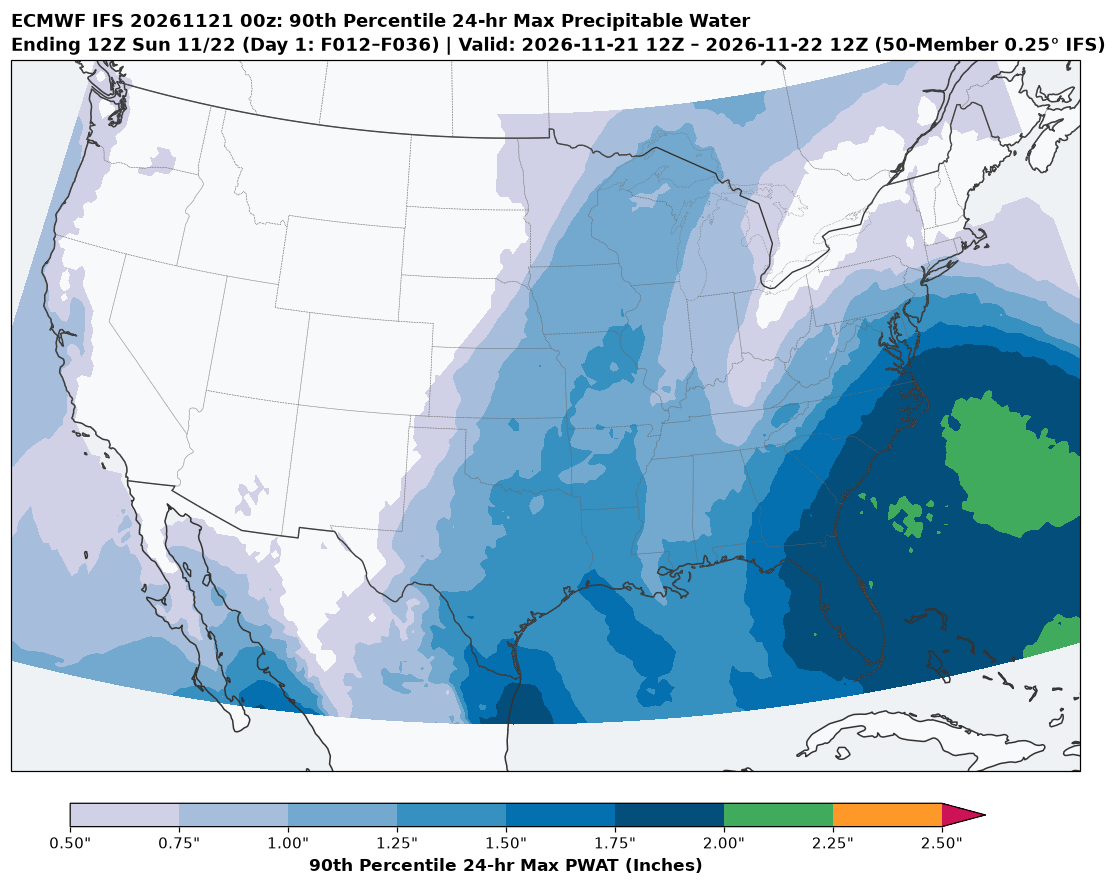 ECMWF IFS 20261121 00z: 90th Percentile 24-hr Max Precipitable Water
Ending 12Z Sun 11/22 (Day 1: F012–F036) | Valid: 2026-11-21 12Z – 2026-11-22 12Z (50-Member 0.25° IFS)
0.50" 0.75" 1.00" 1.25" 1.50" 1.75" 2.00" 2.25" 2.50"
90th Percentile 24-hr Max PWAT (Inches)